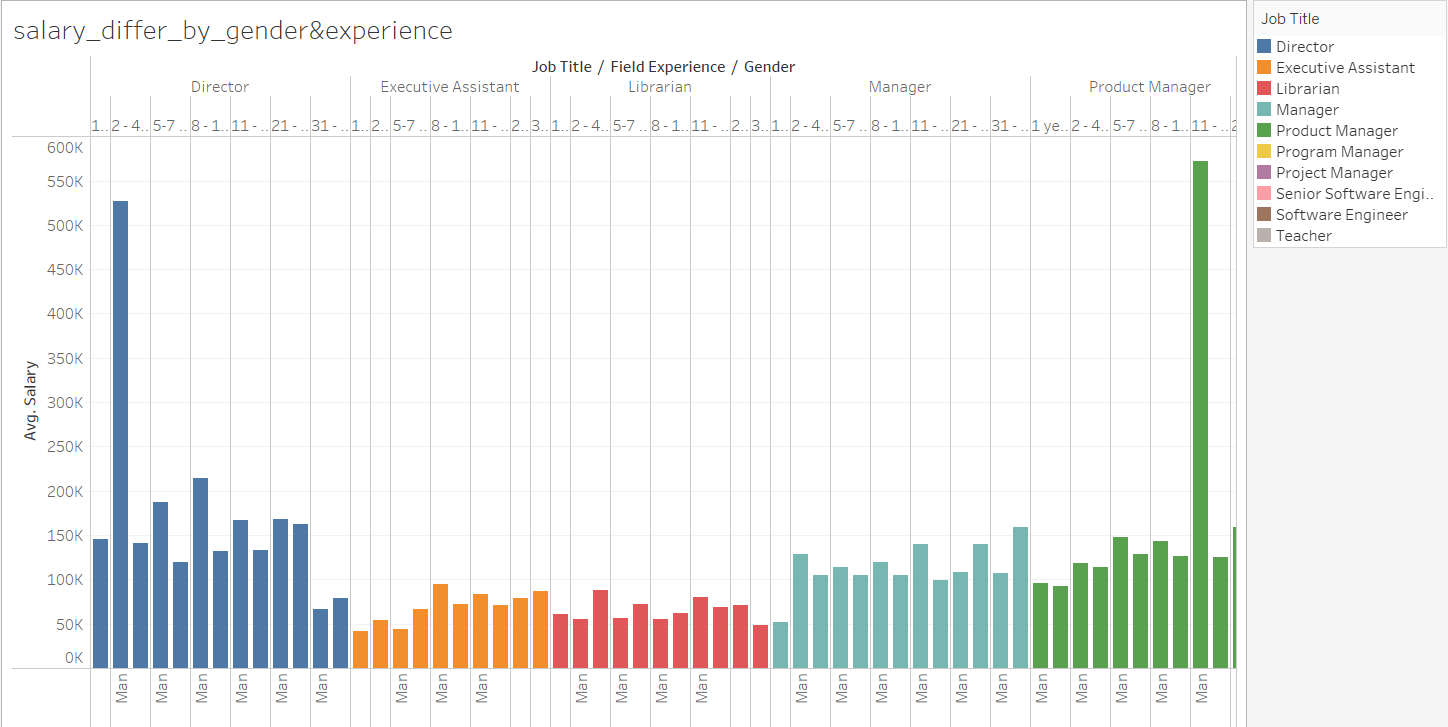 salary_differ_by_gender&experience
Job Title / Field Experience / Gender
Director Executive Assistant Librarian Manager Product Manager
1.. 2 - 4.. 5-7 .. 8 - 1.. 11 - .. 21 - .. 31 - .. 1.. 2.. 5-7 .. 8 - 1.. 11 - .. 2.. 3.. 1.. 2 - 4.. 5-7 .. 8 - 1.. 11 - .. 2.. 3.. 1.. 2 - 4.. 5-7 .. 8 - 1.. 11 - .. 21 - .. 31 - .. 1 ye.. 2 - 4.. 5-7 .. 8 - 1.. 11 - .. 2
600K
550K
500K
450K
400K
350K
300K
250K
200K
150K
100K
50K
0K
Avg. Salary
Man Man Man Man Man Man Man Man Man Man Man Man Man Man Man Man Man Man Man Man Man Man Man
Job Title
Director
Executive Assistant
Librarian
Manager
Product Manager
Program Manager
Project Manager
Senior Software Engi..
Software Engineer
Teacher